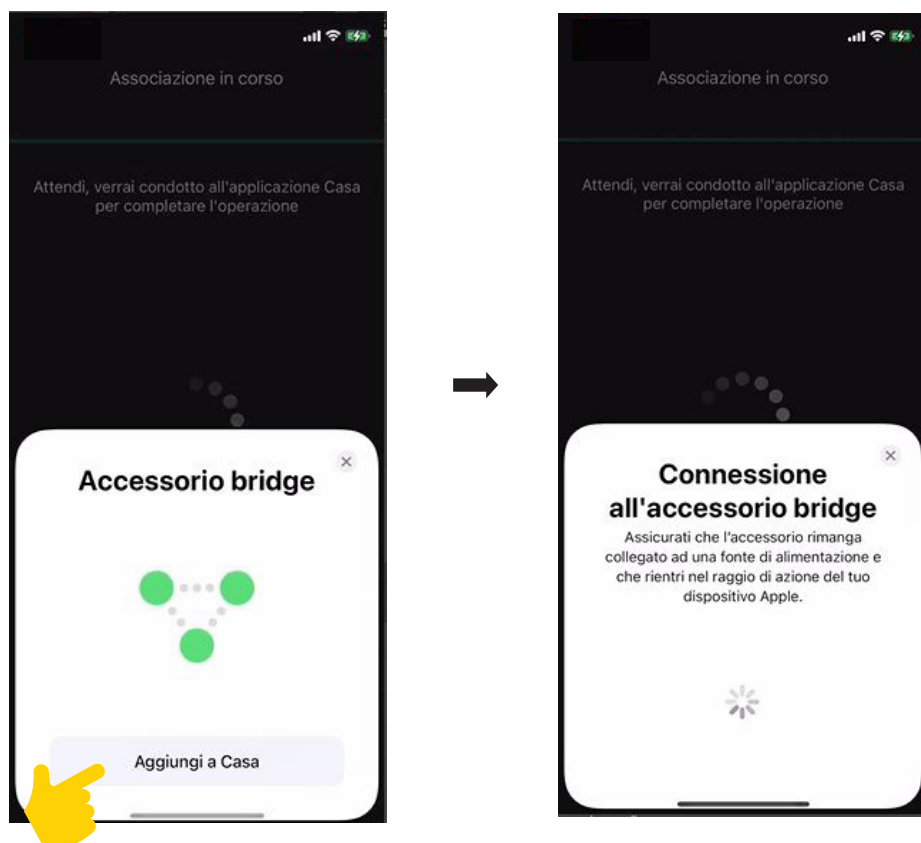 Associazione in corso
Attendi, verrai condotto all'applicazione Casa
per completare l'operazione
Accessorio bridge
Aggiungi a Casa
Associazione in corso
Attendi, verrai condotto all'applicazione Casa
per completare l'operazione
Connessione
all'accessorio bridge
Assicurati che l'accessorio rimanga
collegato ad una fonte di alimentazione e
che rientri nel raggio di azione del tuo
dispositivo Apple.